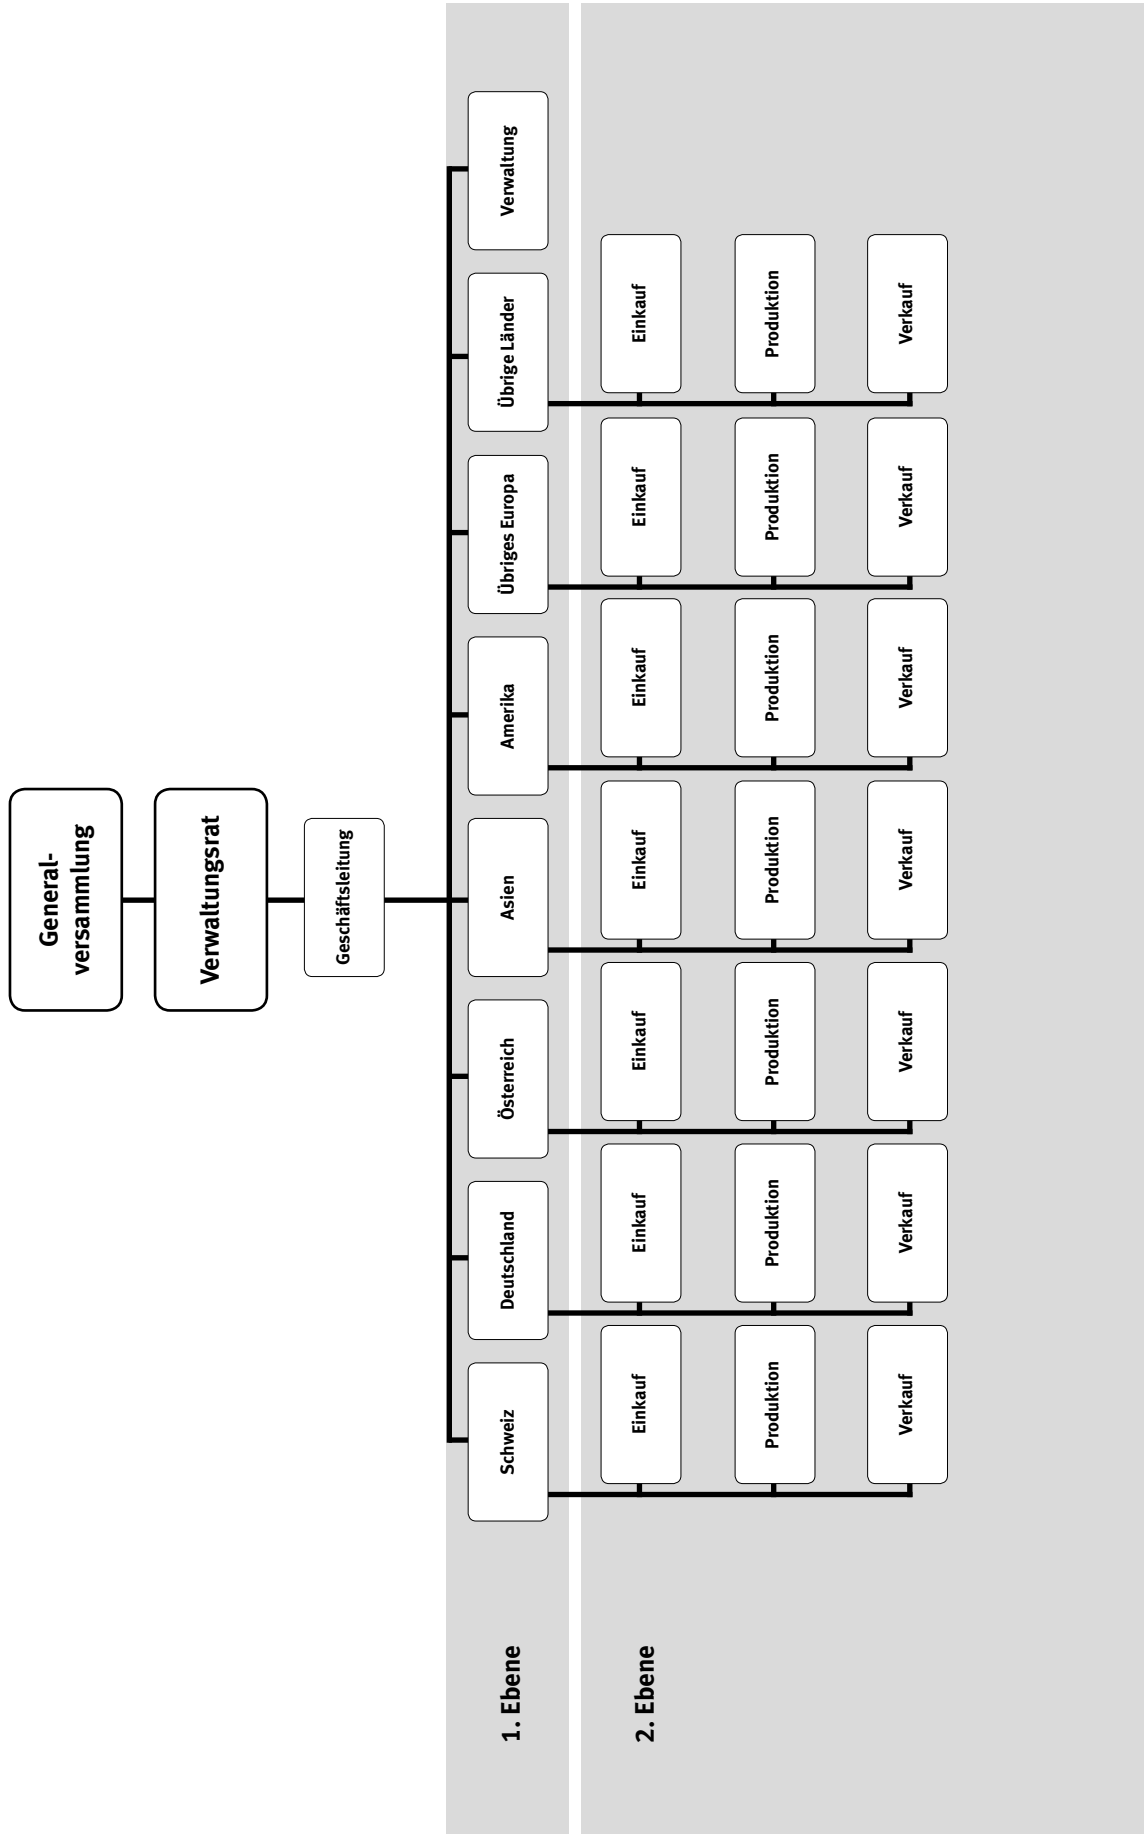 General-
versammlung
Verwaltungsrat
Geschäftsleitung
1. Ebene
Schweiz
Deutschland
Österreich
Asien
Amerika
Übriges Europa
Übrige Länder
Verwaltung
2. Ebene
Einkauf
Einkauf
Einkauf
Einkauf
Einkauf
Einkauf
Einkauf
Produktion
Produktion
Produktion
Produktion
Produktion
Produktion
Produktion
Verkauf
Verkauf
Verkauf
Verkauf
Verkauf
Verkauf
Verkauf